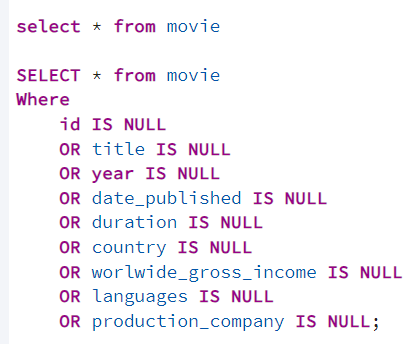 select * from movie
SELECT * from movie
Where
id IS NULL
OR title IS NULL
OR year IS NULL
OR date_published IS NULL
OR duration IS NULL
OR country IS NULL
OR worlwide_gross_income IS NULL
OR languages IS NULL
OR production_company IS NULL;